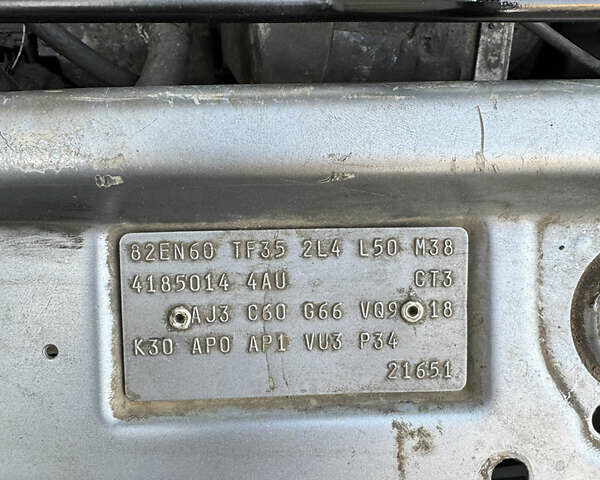 82EN60 TF35 2L4 L50 M38
4185014 4AU CT3
AJ3 C60 G66 VQ9 18
K30 AP0 AP1 VU3 P34
21651